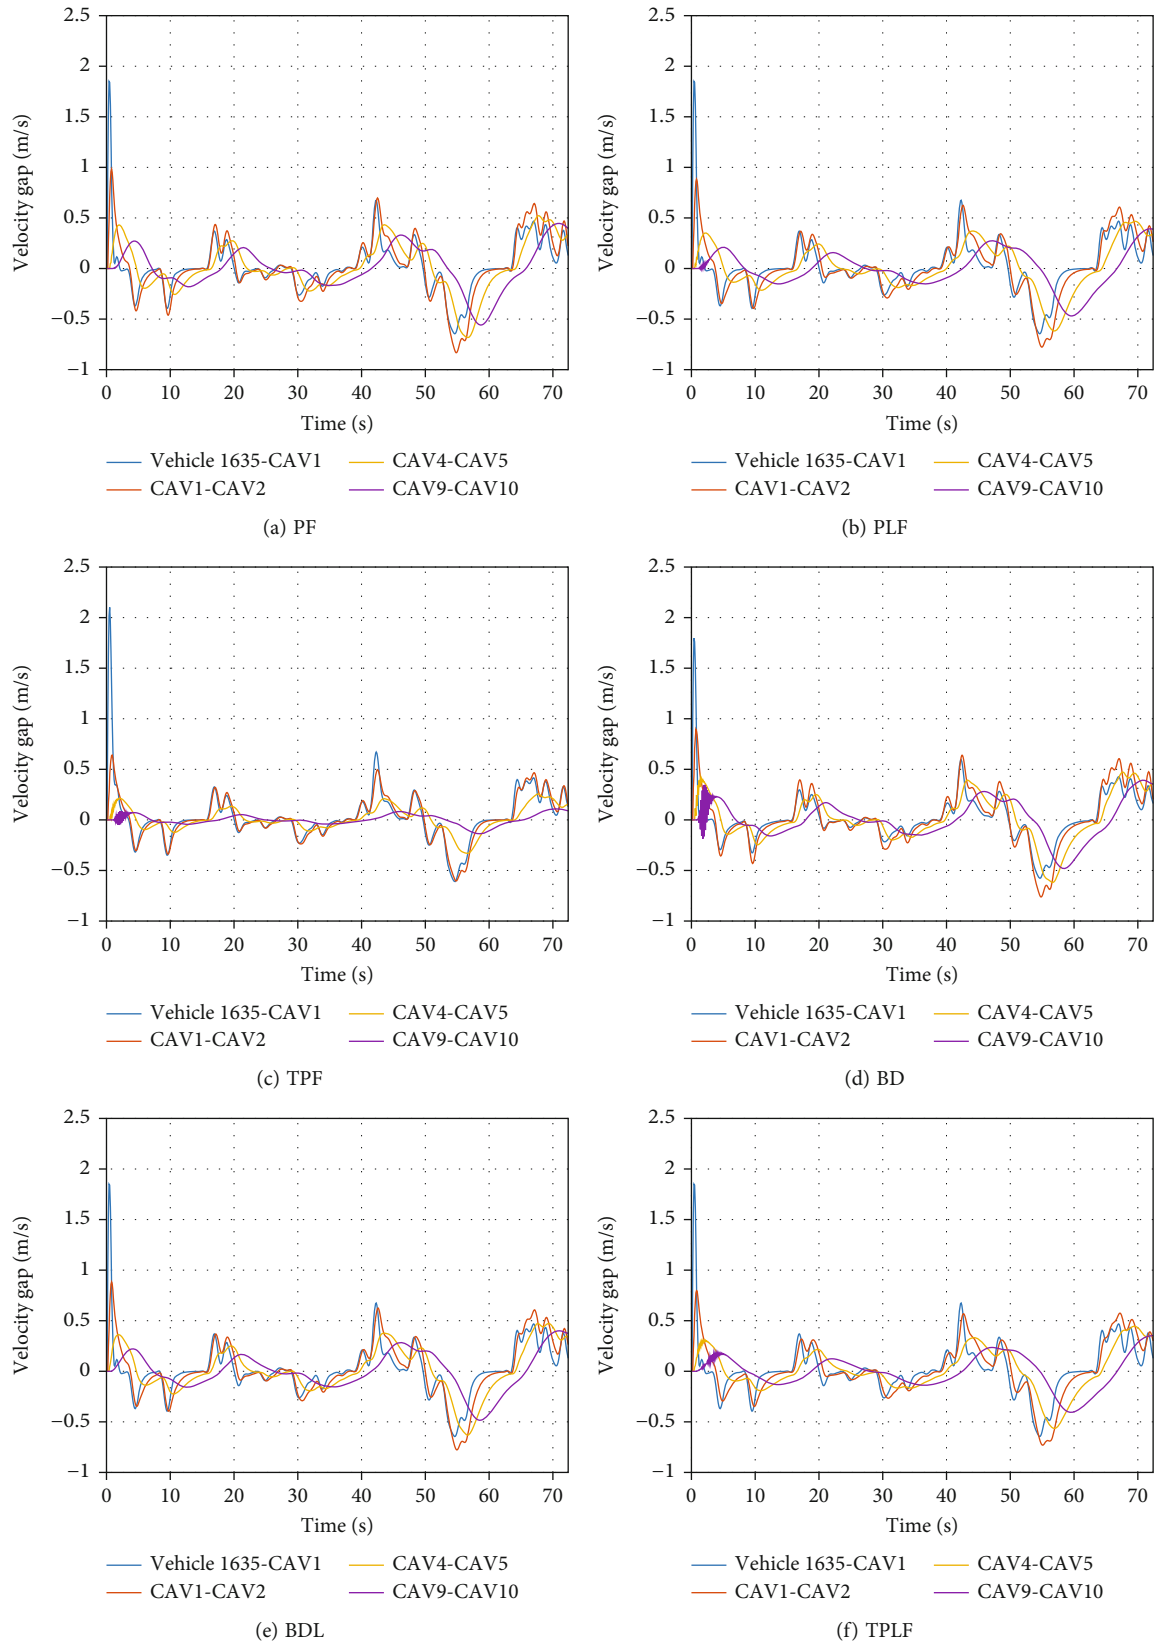 2.5
2
1.5
1
0.5
0
−0.5
−1
Velocity gap (m/s)
0 10 20 30 40 50 60 70
Time (s)
Vehicle 1635-CAV1
CAV4-CAV5
CAV1-CAV2
CAV9-CAV10
(a) PF
2.5
2
1.5
1
0.5
0
−0.5
−1
Velocity gap (m/s)
0 10 20 30 40 50 60 70
Time (s)
Vehicle 1635-CAV1
CAV4-CAV5
CAV1-CAV2
CAV9-CAV10
(b) PLF
2.5
2
1.5
1
0.5
0
−0.5
−1
Velocity gap (m/s)
0 10 20 30 40 50 60 70
Time (s)
Vehicle 1635-CAV1
CAV4-CAV5
CAV1-CAV2
CAV9-CAV10
(c) TPF
2.5
2
1.5
1
0.5
0
−0.5
−1
Velocity gap (m/s)
0 10 20 30 40 50 60 70
Time (s)
Vehicle 1635-CAV1
CAV4-CAV5
CAV1-CAV2
CAV9-CAV10
(d) BD
2.5
2
1.5
1
0.5
0
−0.5
−1
Velocity gap (m/s)
0 10 20 30 40 50 60 70
Time (s)
Vehicle 1635-CAV1
CAV4-CAV5
CAV1-CAV2
CAV9-CAV10
(e) BDL
2.5
2
1.5
1
0.5
0
−0.5
−1
Velocity gap (m/s)
0 10 20 30 40 50 60 70
Time (s)
Vehicle 1635-CAV1
CAV4-CAV5
CAV1-CAV2
CAV9-CAV10
(f) TPLF